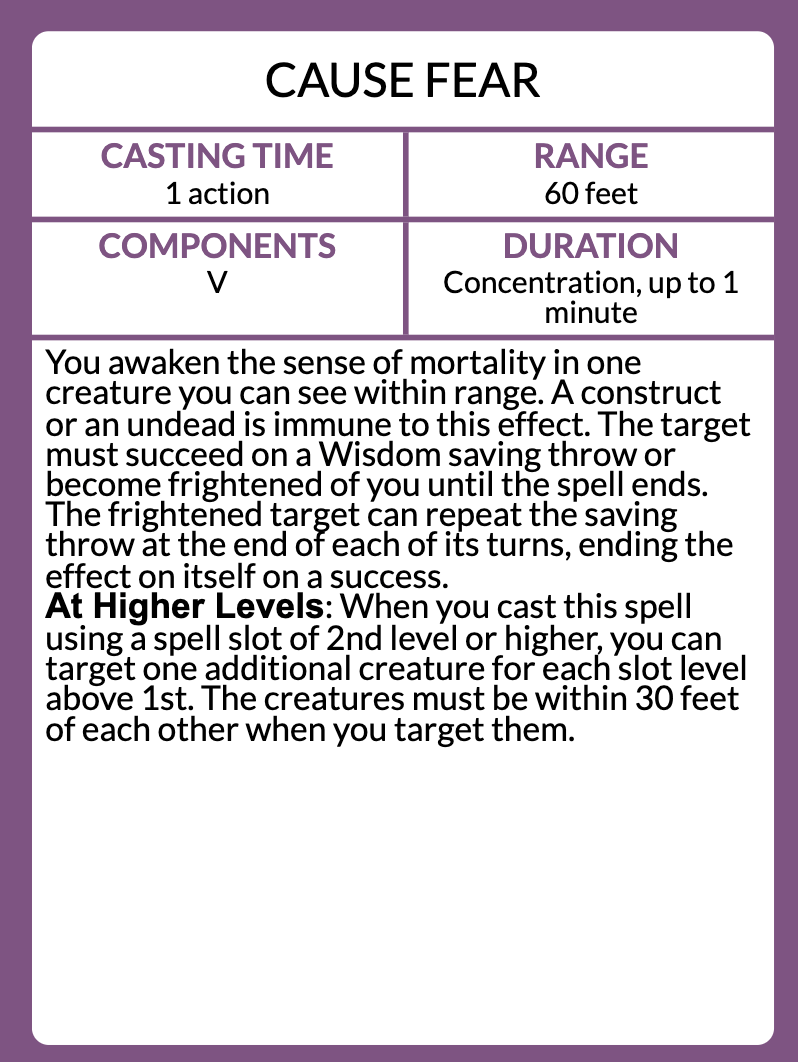 CAUSE FEAR
CASTING TIME
1 action
RANGE
60 feet
COMPONENTS
V
DURATION
Concentration, up to 1
minute
You awaken the sense of mortality in one
creature you can see within range. A construct
or an undead is immune to this effect. The target
must succeed on a Wisdom saving throw or
become frightened of you until the spell ends.
The frightened target can repeat the saving
throw at the end of each of its turns, ending the
effect on itself on a success.
At Higher Levels: When you cast this spell
using a spell slot of 2nd level or higher, you can
target one additional creature for each slot level
above 1st. The creatures must be within 30 feet
of each other when you target them.